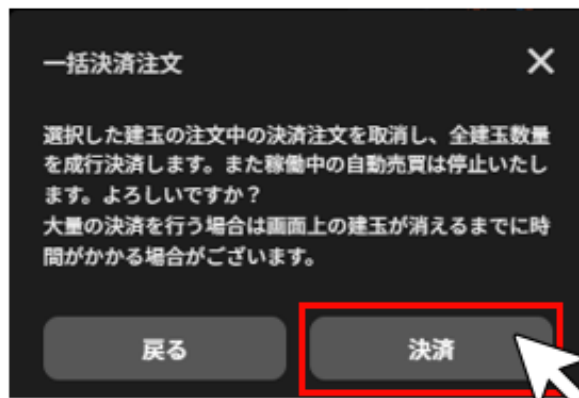 一括決済注文
選択した建玉の注文中の決済注文を取消し、全建玉数量
を成行決済します。また稼働中の自動売買は停止いたし
ます。よろしいですか？
大量の決済を行う場合は画面上の建玉が消えるまでに時
間がかかる場合がございます。
戻る
決済